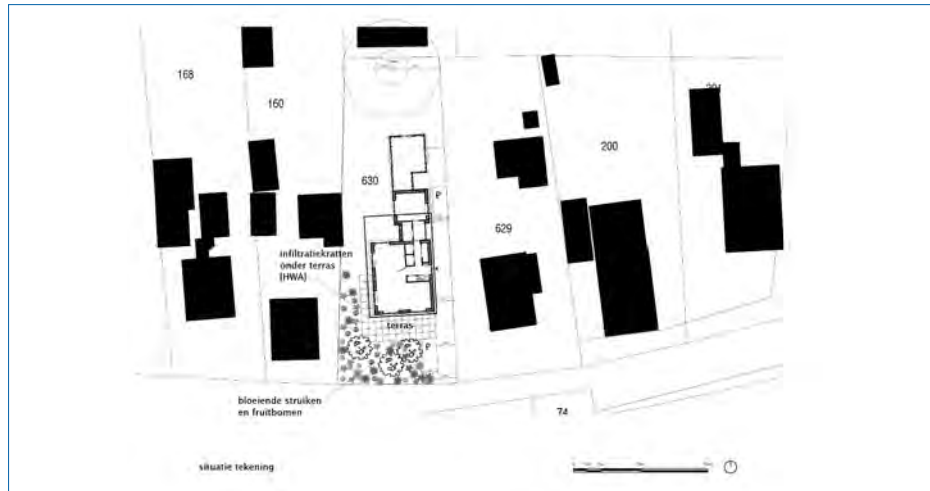 168
160
630
P
200
629
infiltratiekratten
onder terras
(HWA)
terras
P
bloeiende struiken
en fruitbomen
74
situatie tekening